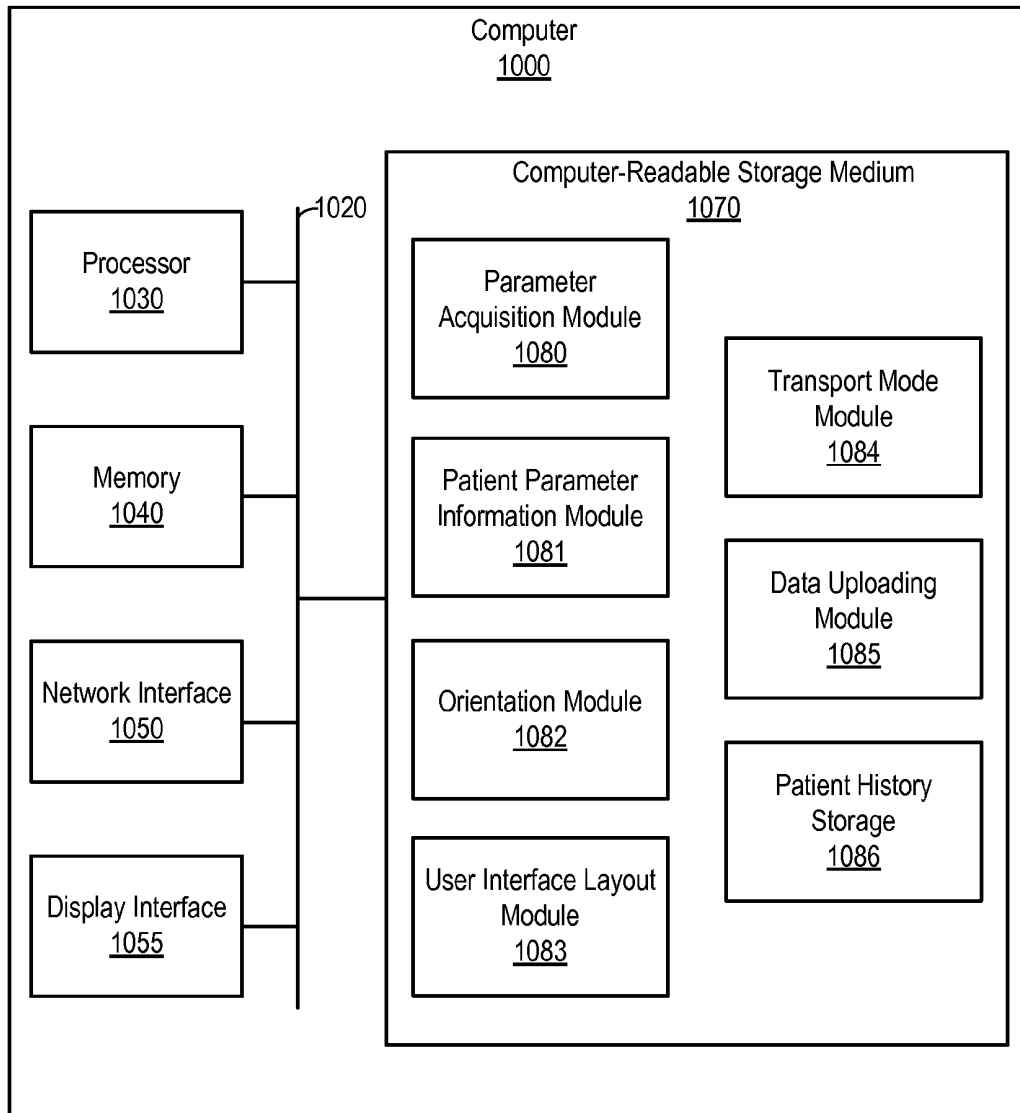 Computer
1000
1020
Processor
1030
Memory
1040
Network Interface
1050
Display Interface
1055
Computer-Readable Storage Medium
1070
Parameter
Acquisition Module
1080
Patient Parameter
Information Module
1081
Orientation Module
1082
User Interface Layout
Module
1083
Transport Mode
Module
1084
Data Uploading
Module
1085
Patient History
Storage
1086